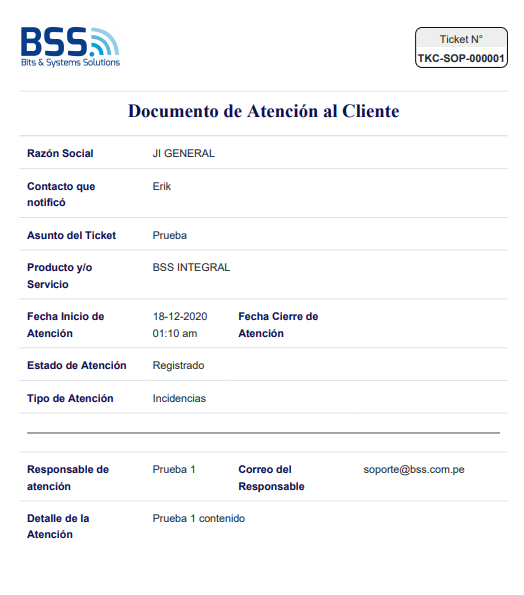 BSS
Bits & Systems Solutions
Ticket N°
TKC-SOP-000001
Documento de Atención al Cliente
Razón Social JI GENERAL
Contacto que Erik
notificó
Asunto del Ticket Prueba
Producto y/o BSS INTEGRAL
Servicio
Fecha Inicio de 18-12-2020 Fecha Cierre de
Atención 01:10 am Atención
Estado de Atención Registrado
Tipo de Atención Incidencias
Responsable de Prueba 1 Correo del soporte@bss.com.pe
atención Responsable
Detalle de la Prueba 1 contenido
Atención